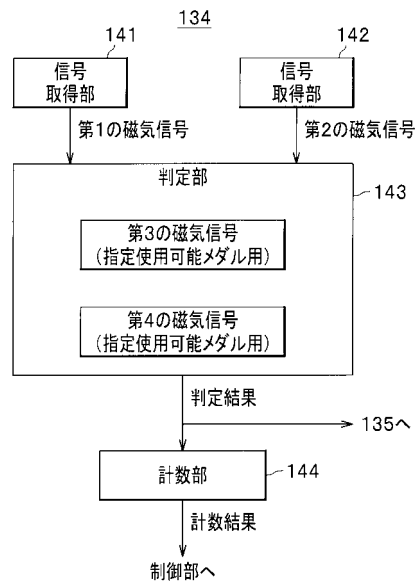 134
141
142
信号
取得部
信号
取得部
第1の磁気信号
第2の磁気信号
判定部
143
第3の磁気信号
(指定使用可能メダル用)
第4の磁気信号
(指定使用可能メダル用)
判定結果
135へ
計数部
144
計数結果
制御部へ